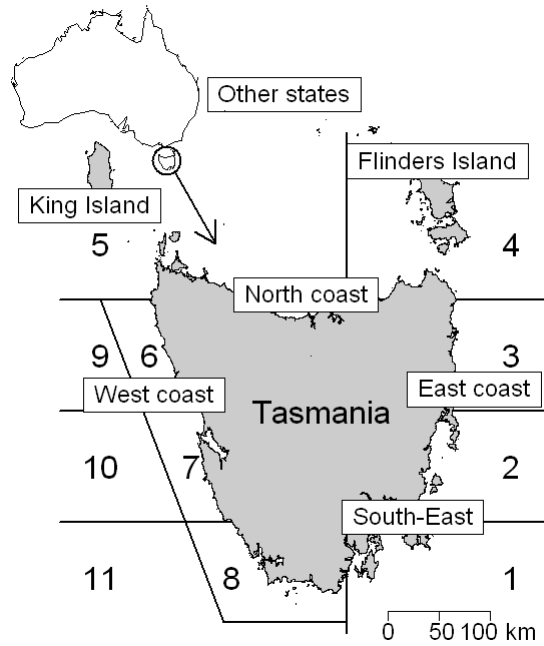 Other states
Flinders Island
King Island
5
4
North coast
9
6
3
West coast
East coast
Tasmania
10
7
2
South-East
11
8
1
0 50 100 km